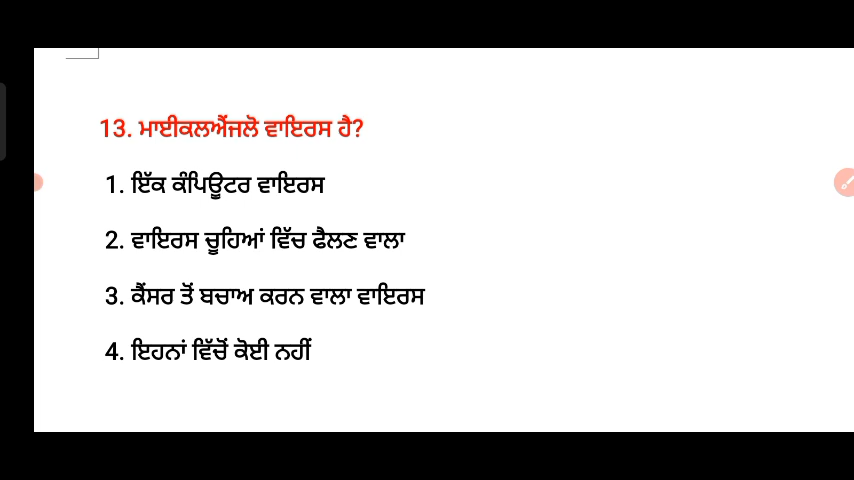 13. ਮਾਈਕਲਐਂਜਲੋ ਵਾਇਰਸ ਹੈ?
1. ਇੱਕ ਕੰਪਿਊਟਰ ਵਾਇਰਸ
2. ਵਾਇਰਸ ਚੂਹਿਆਂ ਵਿੱਚ ਫੈਲਣ ਵਾਲਾ
3. ਕੈਂਸਰ ਤੋਂ ਬਚਾਅ ਕਰਨ ਵਾਲਾ ਵਾਇਰਸ
4. ਇਹਨਾਂ ਵਿੱਚੋਂ ਕੋਈ ਨਹੀਂ